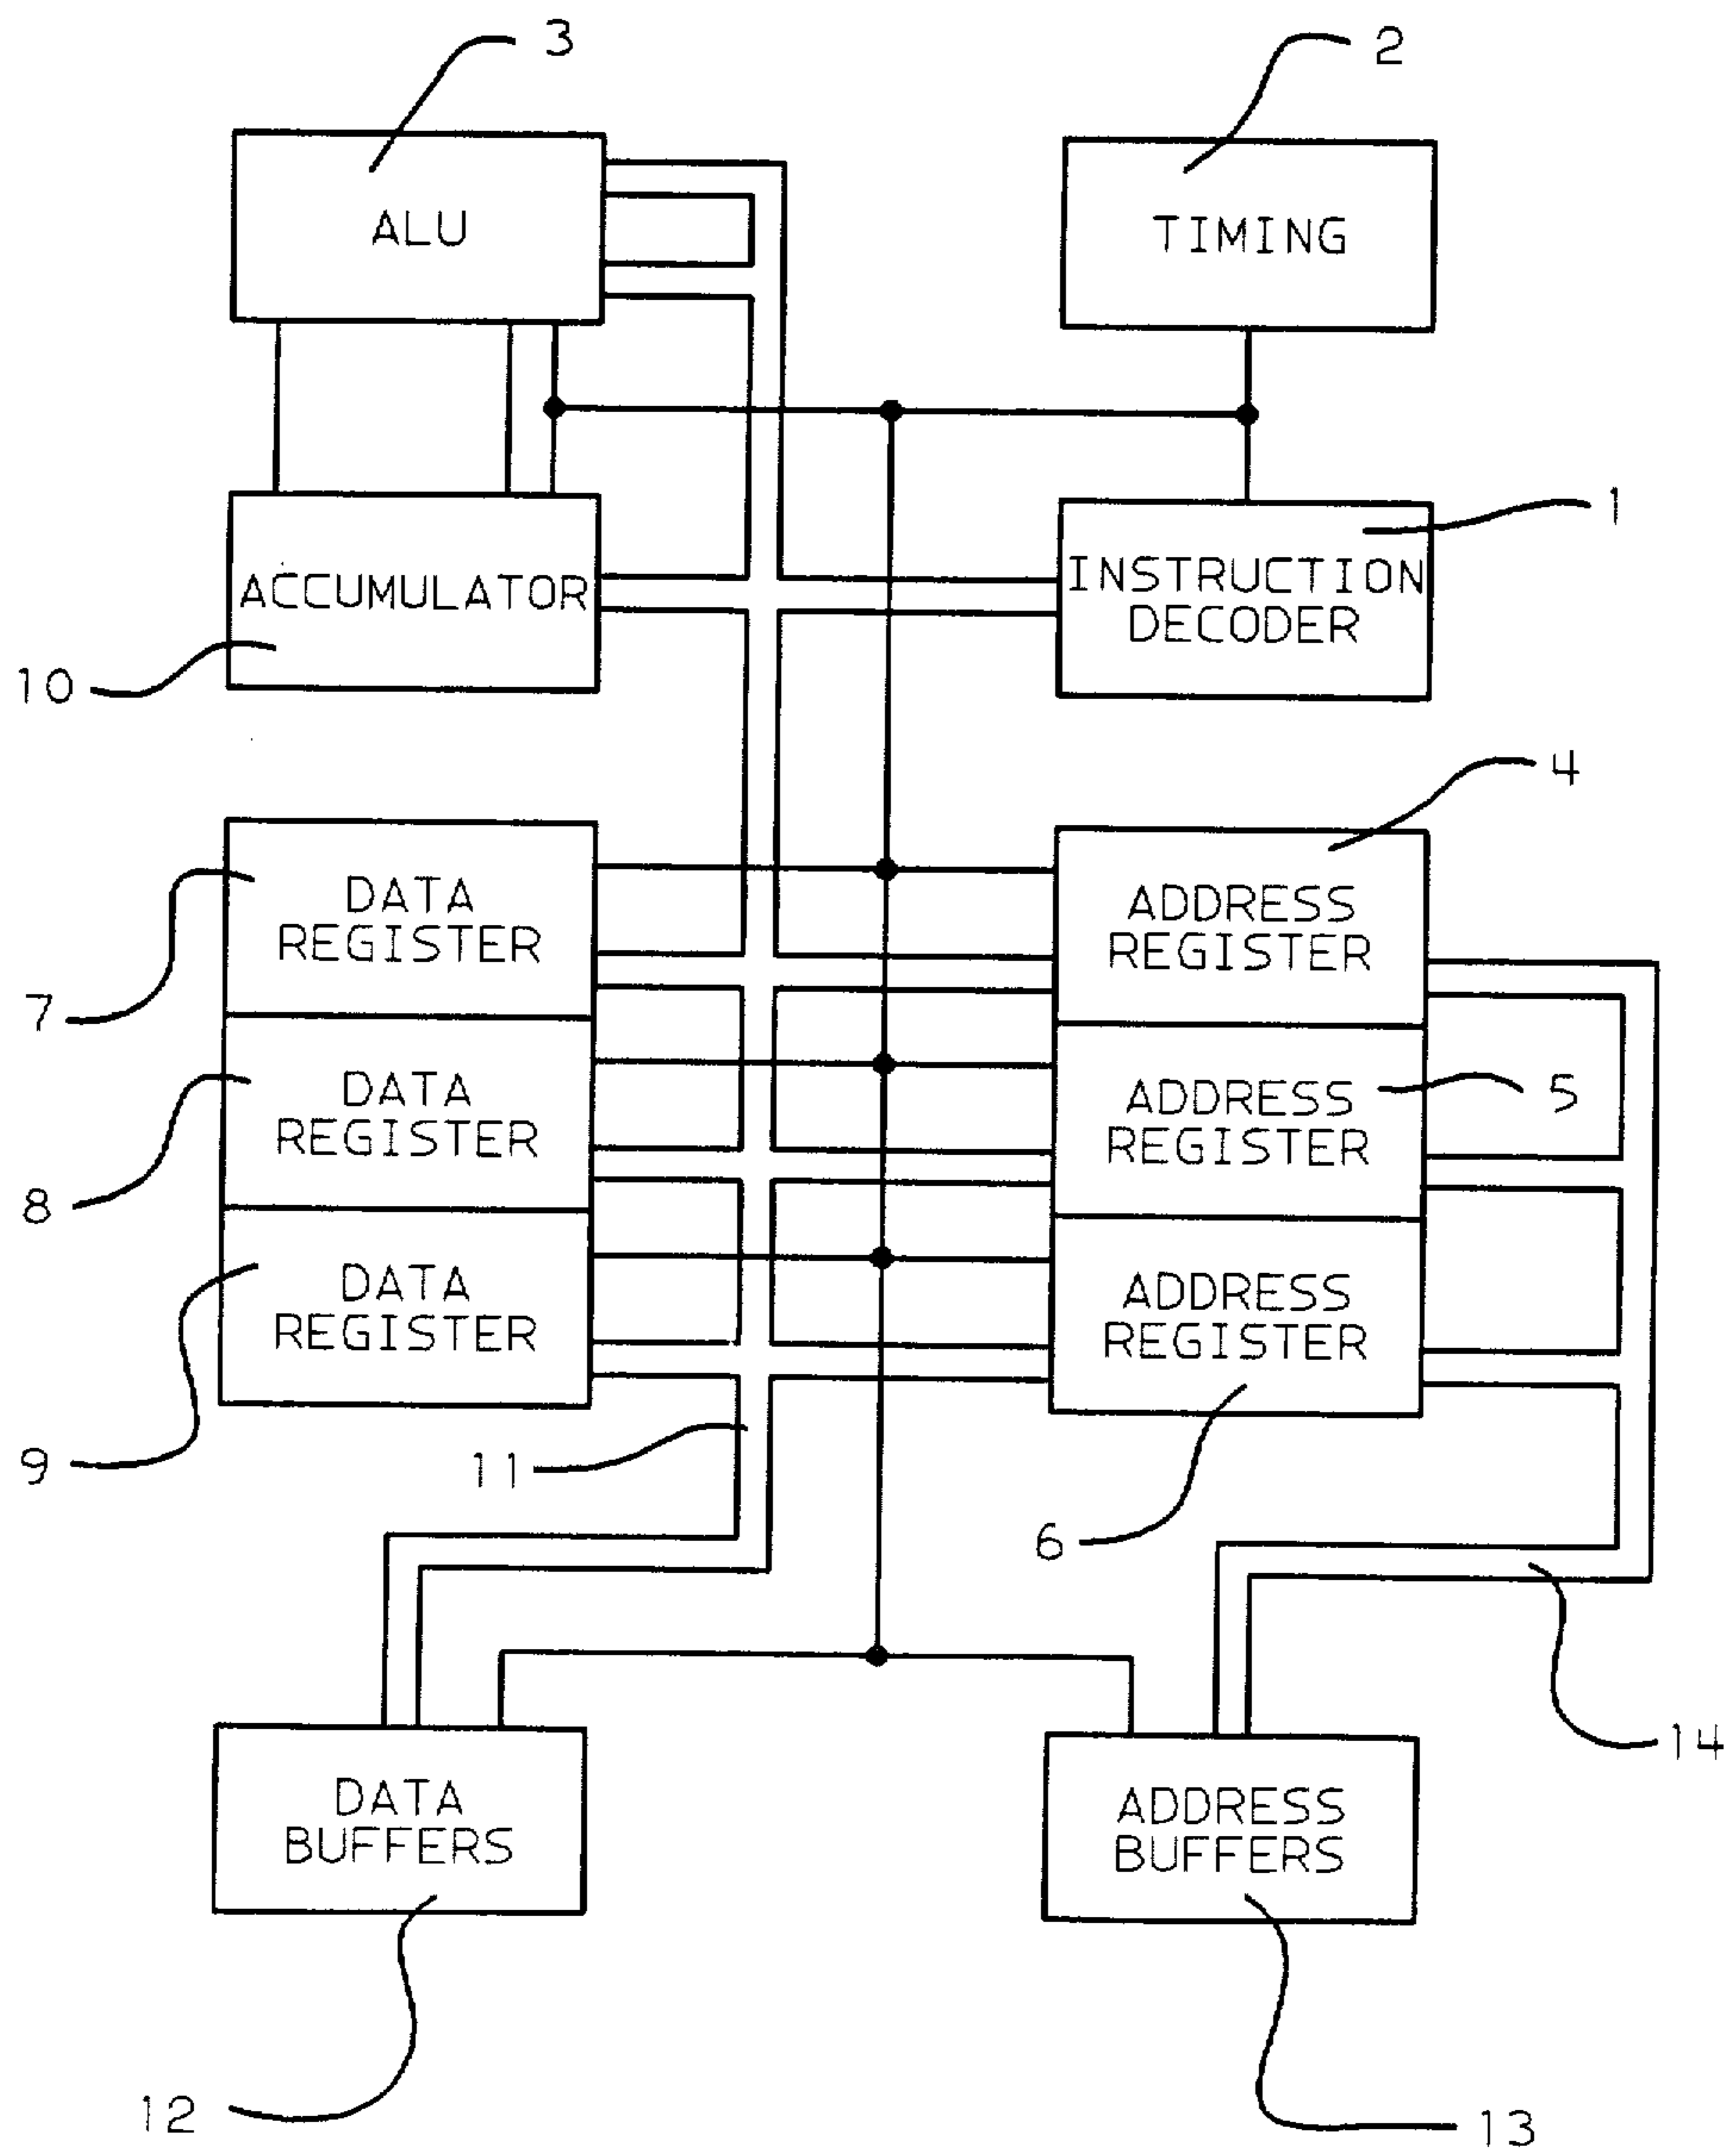 3
2
ALU
TIMING
1
ACCUMULATOR
INSTRUCTION
DECODER
10
4
DATA
REGISTER
ADDRESS
REGISTER
7
DATA
REGISTER
ADDRESS
REGISTER
5
8
DATA
REGISTER
ADDRESS
REGISTER
9
11
6
14
DATA
BUFFERS
ADDRESS
BUFFERS
12
13